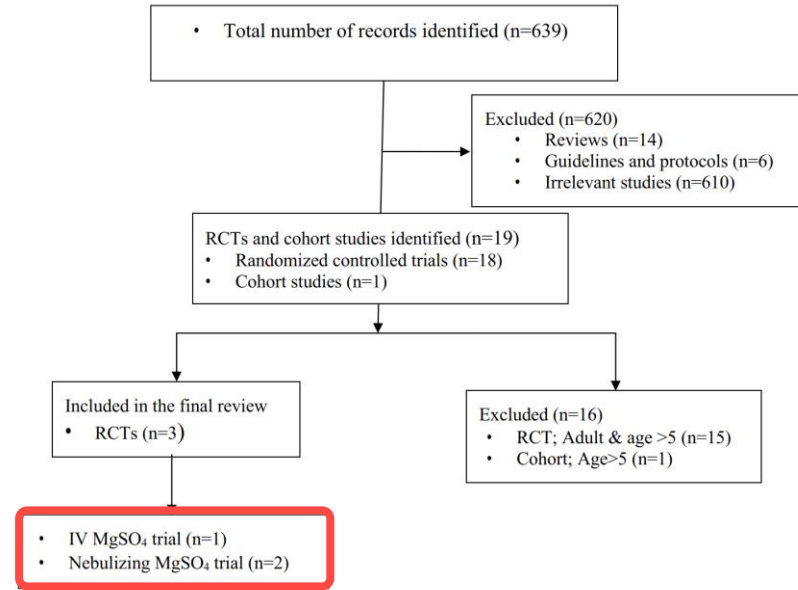 • Total number of records identified (n=639)
Excluded (n=620)
• Reviews (n=14)
• Guidelines and protocols (n=6)
• Irrelevant studies (n=610)
RCTs and cohort studies identified (n=19)
• Randomized controlled trials (n=18)
• Cohort studies (n=1)
Included in the final review
• RCTs (n=3)
Excluded (n=16)
• RCT; Adult & age >5 (n=15)
• Cohort; Age>5 (n=1)
• IV MgSO₄ trial (n=1)
• Nebulizing MgSO₄ trial (n=2)